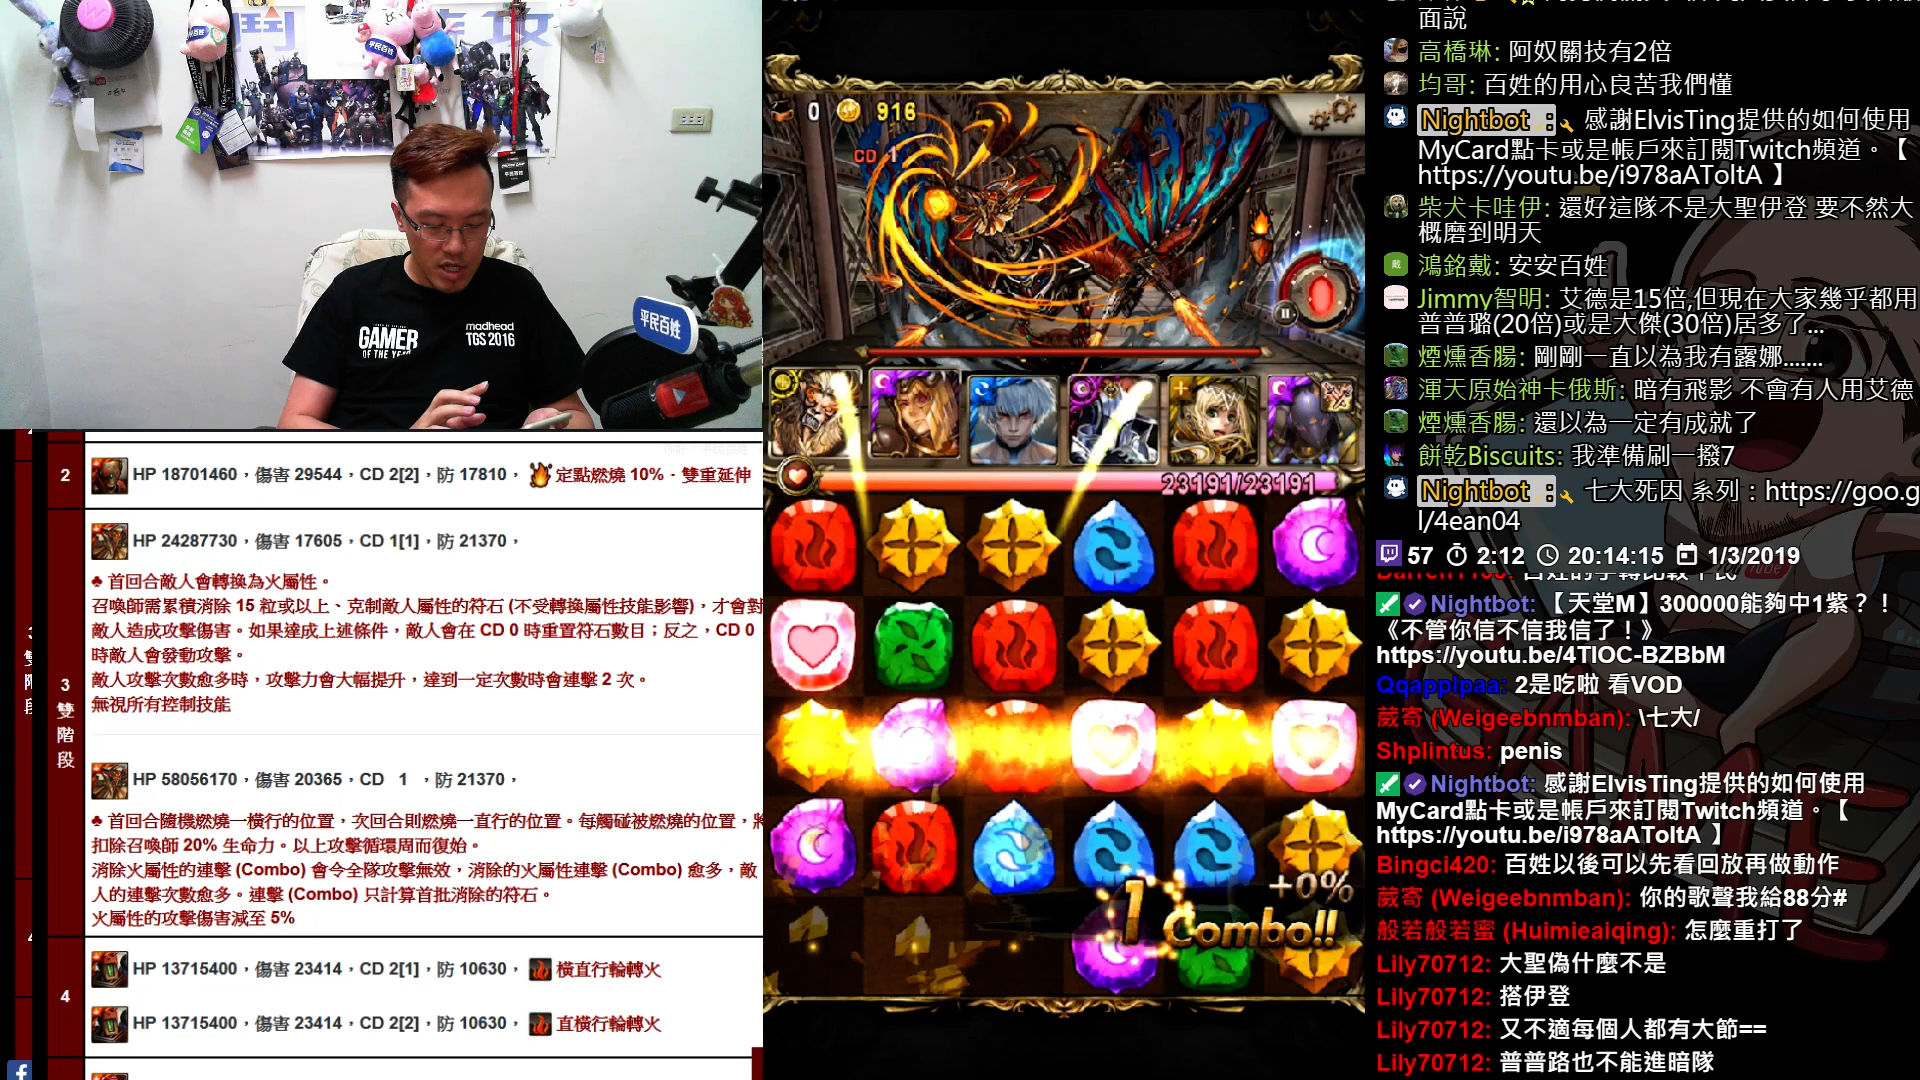 鬥
攻
平民百姓
平民百姓
GAMER
OF THE YEAR
madhead
TGS 2016
平民百姓
2
HP 18701460，傷害 29544，CD 2[2]，防 17810， 定點燃燒 10%．雙重延伸
3
雙
階
段
HP 24287730，傷害 17605，CD 1[1]，防 21370，
♣ 首回合敵人會轉換為火屬性。
召喚師需累積消除 15 粒或以上、克制敵人屬性的符石 (不受轉換屬性技能影響)，才會對
敵人造成攻擊傷害。如果達成上述條件，敵人會在 CD 0 時重置符石數目；反之，CD 0
時敵人會發動攻擊。
敵人攻擊次數愈多時，攻擊力會大幅提升，達到一定次數時會連擊 2 次。
無視所有控制技能
HP 58056170，傷害 20365，CD 1 ，防 21370，
♣ 首回合隨機燃燒一橫行的位置，次回合則燃燒一直行的位置。每觸碰被燃燒的位置，將
扣除召喚師 20% 生命力。以上攻擊循環周而復始。
消除火屬性的連擊 (Combo) 會令全隊攻擊無效，消除的火屬性連擊 (Combo) 愈多，敵
人的連擊次數愈多。連擊 (Combo) 只計算首批消除的符石。
火屬性的攻擊傷害減至 5%
4
HP 13715400，傷害 23414，CD 2[1]，防 10630， 橫直行輪轉火
HP 13715400，傷害 23414，CD 2[2]，防 10630， 直橫行輪轉火
0 916
CD 1
23191/23191
+0%
1 Combo!!
面說
高橋琳: 阿奴關技有2倍
均哥: 百姓的用心良苦我們懂
Nightbot : 感謝ElvisTing提供的如何使用
MyCard點卡或是帳戶來訂閱Twitch頻道。【
https://youtu.be/i978aAToltA 】
柴犬卡哇伊: 還好這隊不是大聖伊登 要不然大
概磨到明天
鴻銘戴: 安安百姓
Jimmy智明: 艾德是15倍,但現在大家幾乎都用
普普璐(20倍)或是大傑(30倍)居多了...
煙燻香腸: 剛剛一直以為我有露娜.......
渾天原始神卡俄斯: 暗有飛影 不會有人用艾德
煙燻香腸: 還以為一定有成就了
餅乾Biscuits: 我準備刷一撥7
Nightbot : 七大死因 系列：https://goo.g
l/4ean04
57 2:12 20:14:15 1/3/2019
Nightbot: 【天堂M】300000能夠中1紫？！
《不管你信不信我信了！》
https://youtu.be/4TlOC-BZBbM
Qqapplpaa: 2是吃啦 看VOD
葳寄 (Weigeebnmban): \七大/
Shplintus: penis
Nightbot: 感謝ElvisTing提供的如何使用
MyCard點卡或是帳戶來訂閱Twitch頻道。【
https://youtu.be/i978aAToltA 】
Bingci420: 百姓以後可以先看回放再做動作
葳寄 (Weigeebnmban): 你的歌聲我給88分#
般若般若蜜 (Huimieaiqing): 怎麼重打了
Lily70712: 大聖偽什麼不是
Lily70712: 搭伊登
Lily70712: 又不適每個人都有大節==
Lily70712: 普普路也不能進暗隊